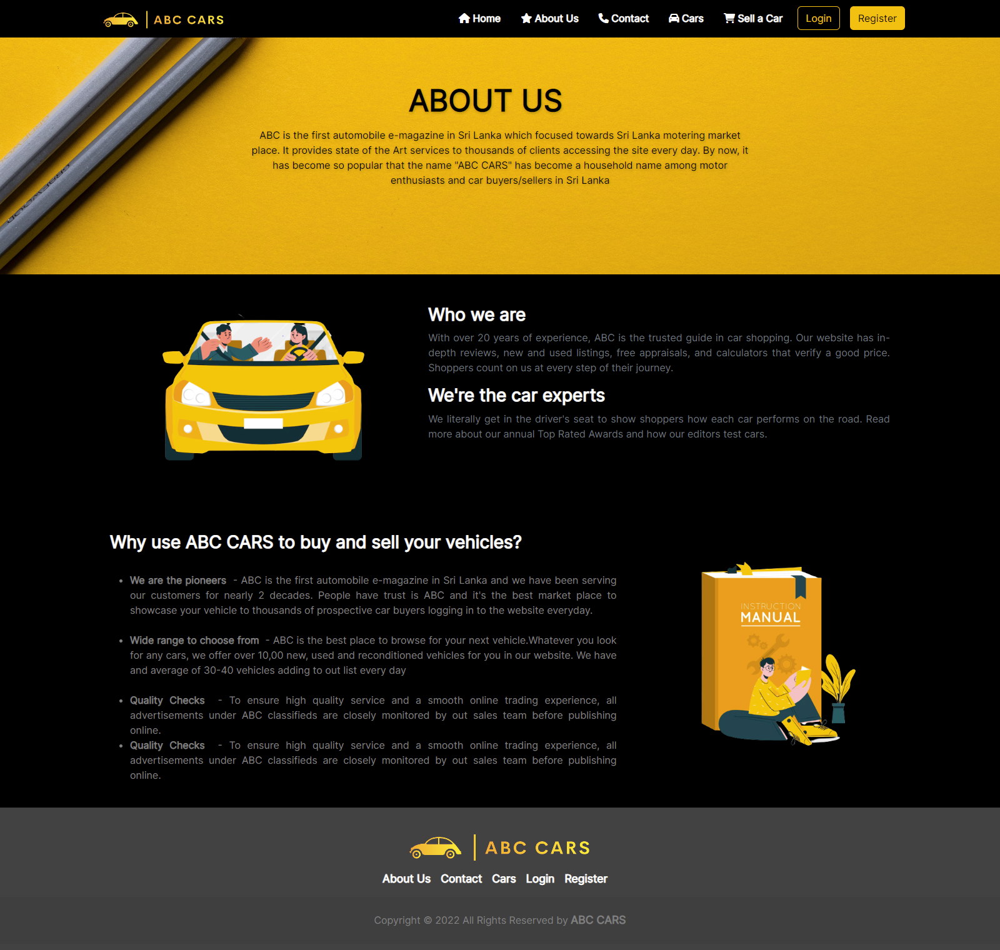 ABC CARS
Home About Us Contact Cars Sell a Car Login Register
ABOUT US
ABC is the first automobile e-magazine in Sri Lanka which focused towards Sri Lanka motering market
place. It provides state of the Art services to thousands of clients accessing the site every day. By now, it
has become so popular that the name "ABC CARS" has become a household name among motor
enthusiasts and car buyers/sellers in Sri Lanka
Who we are
With over 20 years of experience, ABC is the trusted guide in car shopping. Our website has in-
depth reviews, new and used listings, free appraisals, and calculators that verify a good price.
Shoppers count on us at every step of their journey.
We're the car experts
We literally get in the driver's seat to show shoppers how each car performs on the road. Read
more about our annual Top Rated Awards and how our editors test cars.
Why use ABC CARS to buy and sell your vehicles?
• We are the pioneers - ABC is the first automobile e-magazine in Sri Lanka and we have been serving
our customers for nearly 2 decades. People have trust is ABC and it's the best market place to
showcase your vehicle to thousands of prospective car buyers logging in to the website everyday.
• Wide range to choose from - ABC is the best place to browse for your next vehicle.Whatever you look
for any cars, we offer over 10,00 new, used and reconditioned vehicles for you in our website. We have
and average of 30-40 vehicles adding to out list every day
• Quality Checks - To ensure high quality service and a smooth online trading experience, all
advertisements under ABC classifieds are closely monitored by out sales team before publishing
online.
• Quality Checks - To ensure high quality service and a smooth online trading experience, all
advertisements under ABC classifieds are closely monitored by out sales team before publishing
online.
INSTRUCTION
MANUAL
ABC CARS
About Us Contact Cars Login Register
Copyright © 2022 All Rights Reserved by ABC CARS